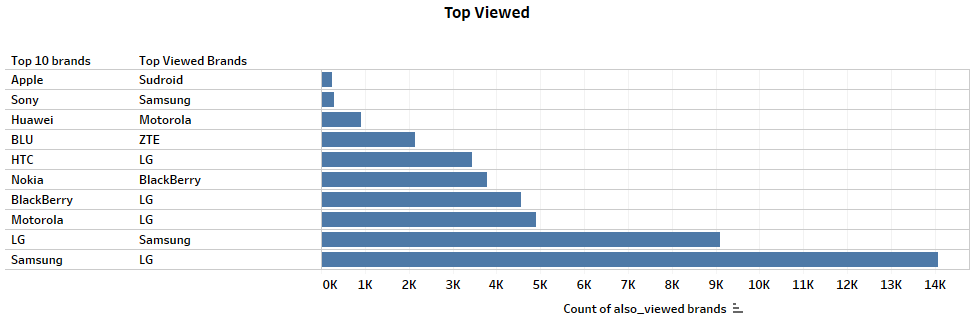 Top Viewed
Top 10 brands Top Viewed Brands
Apple Sudroid
Sony Samsung
Huawei Motorola
BLU ZTE
HTC LG
Nokia BlackBerry
BlackBerry LG
Motorola LG
LG Samsung
Samsung LG
0K 1K 2K 3K 4K 5K 6K 7K 8K 9K 10K 11K 12K 13K 14K
Count of also_viewed brands